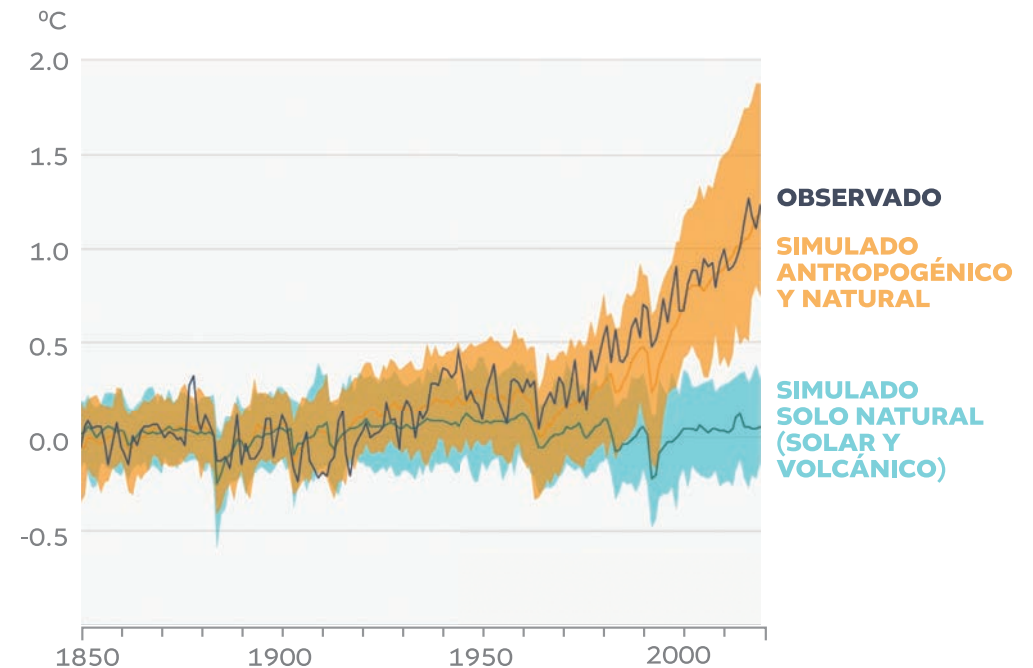 ºC
2.0
1.5
1.0
0.5
0.0
-0.5
1850 1900 1950 2000
OBSERVADO
SIMULADO
ANTROPOGÉNICO
Y NATURAL
SIMULADO
SOLO NATURAL
(SOLAR Y
VOLCÁNICO)